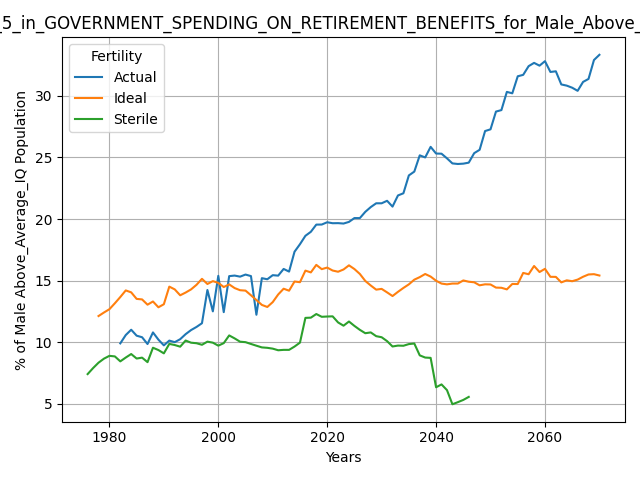 _5_in_GOVERNMENT_SPENDING_ON_RETIREMENT_BENEFITS_for_Male_Above_
Fertility
Actual
Ideal
Sterile
% of Male Above_Average_IQ Population
30
25
20
15
10
5
1980 2000 2020 2040 2060
Years